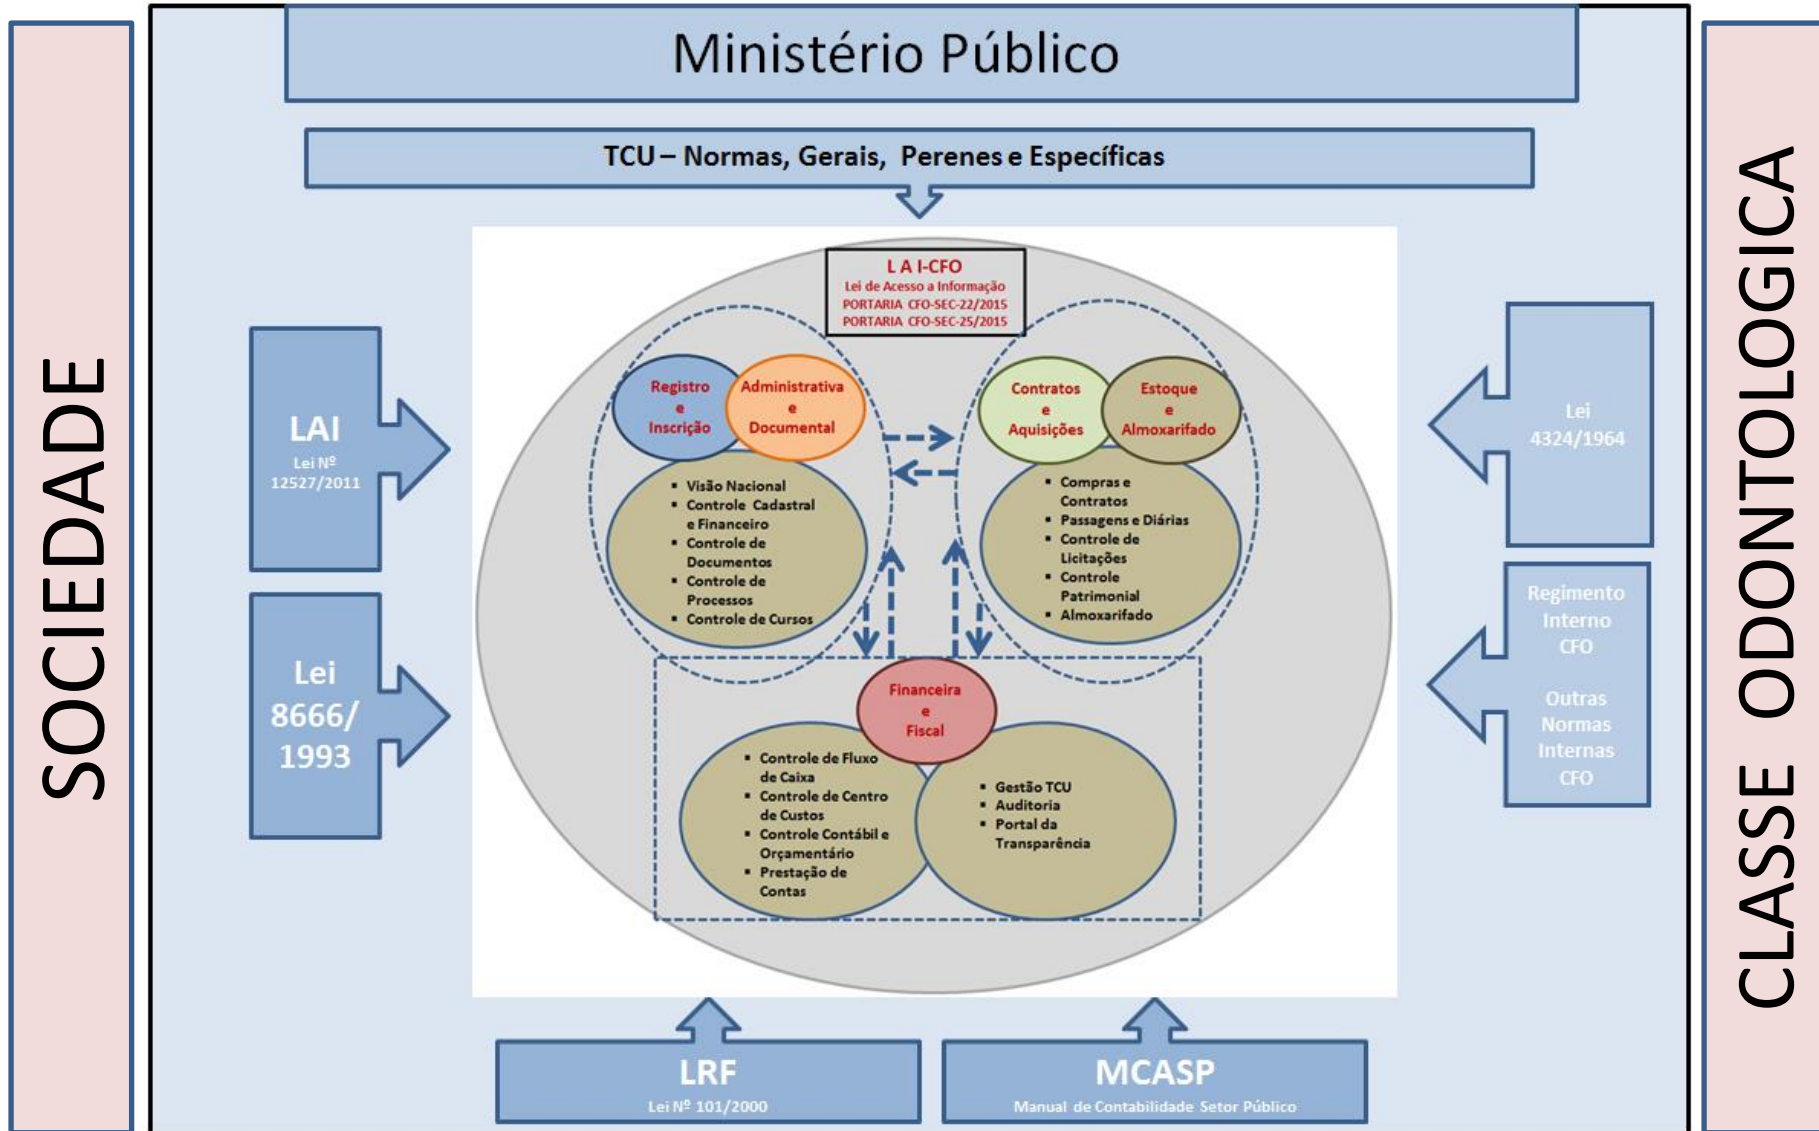 Ministério Público
TCU – Normas, Gerais, Perenes e Específicas
SOCIEDADE
LAI
Lei Nº
12527/2011
Lei
8666/
1993
L A I-CFO
Lei de Acesso a Informação
PORTARIA CFO-SEC-22/2015
PORTARIA CFO-SEC-25/2015
Registro
e
Inscrição
Administrativa
e
Documental
▪ Visão Nacional
▪ Controle Cadastral
e Financeiro
▪ Controle de
Documentos
▪ Controle de
Processos
▪ Controle de Cursos
Contratos
e
Aquisições
Estoque
e
Almoxarifado
▪ Compras e
Contratos
▪ Passagens e Diárias
▪ Controle de
Licitações
▪ Controle
Patrimonial
▪ Almoxarifado
Financeira
e
Fiscal
▪ Controle de Fluxo
de Caixa
▪ Controle de Centro
de Custos
▪ Controle Contábil e
Orçamentário
▪ Prestação de
Contas
▪ Gestão TCU
▪ Auditoria
▪ Portal da
Transparência
Lei
4324/1964
Regimento
Interno
CFO
Outras
Normas
Internas
CFO
CLASSE ODONTOLOGICA
LRF
Lei Nº 101/2000
MCASP
Manual de Contabilidade Setor Público